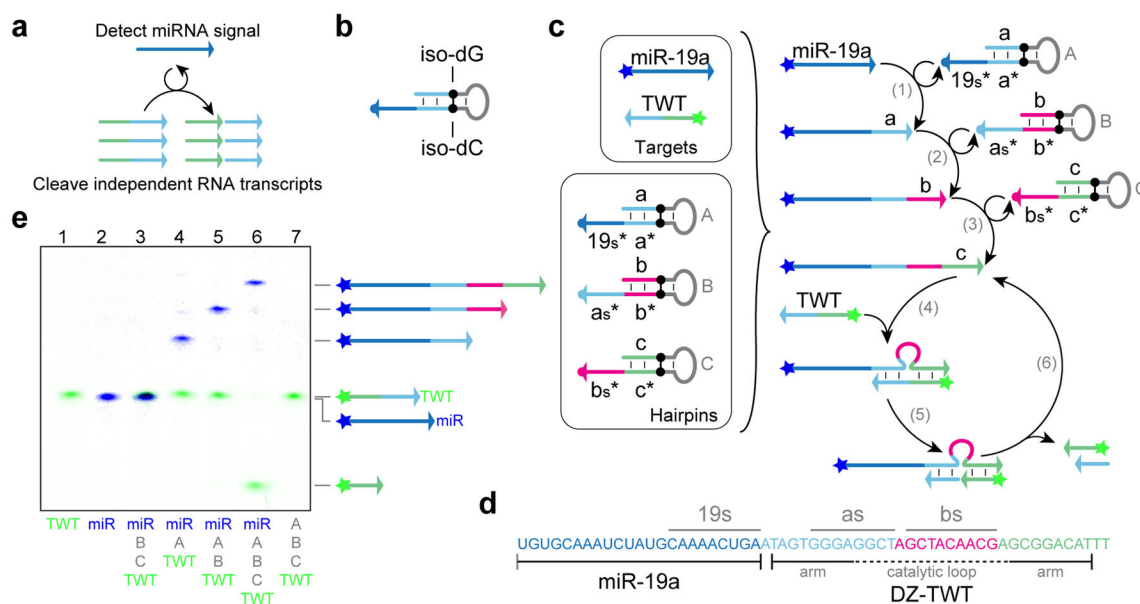 a
Detect miRNA signal
Cleave independent RNA transcripts
b
iso-dG
iso-dC
c
miR-19a
TWT
Targets
a
A
19s* a*
b
B
as* b*
c
C
bs* c*
Hairpins
miR-19a
a
A
19s* a*
(1)
a
b
B
as* b*
(2)
b
c
C
bs* c*
(3)
c
TWT
(4)
(5)
(6)
d
19s as bs
UGUGCAAAUCUAUGCAAAACUGAATAGTGGGAGGCTAGCTACAACGAGCGGACATTT
arm catalytic loop arm
miR-19a DZ-TWT
e
1 2 3 4 5 6 7
TWT
miR
TWT miR miR miR miR miR A
B A A A B
C TWT B B C
TWT TWT C TWT
TWT